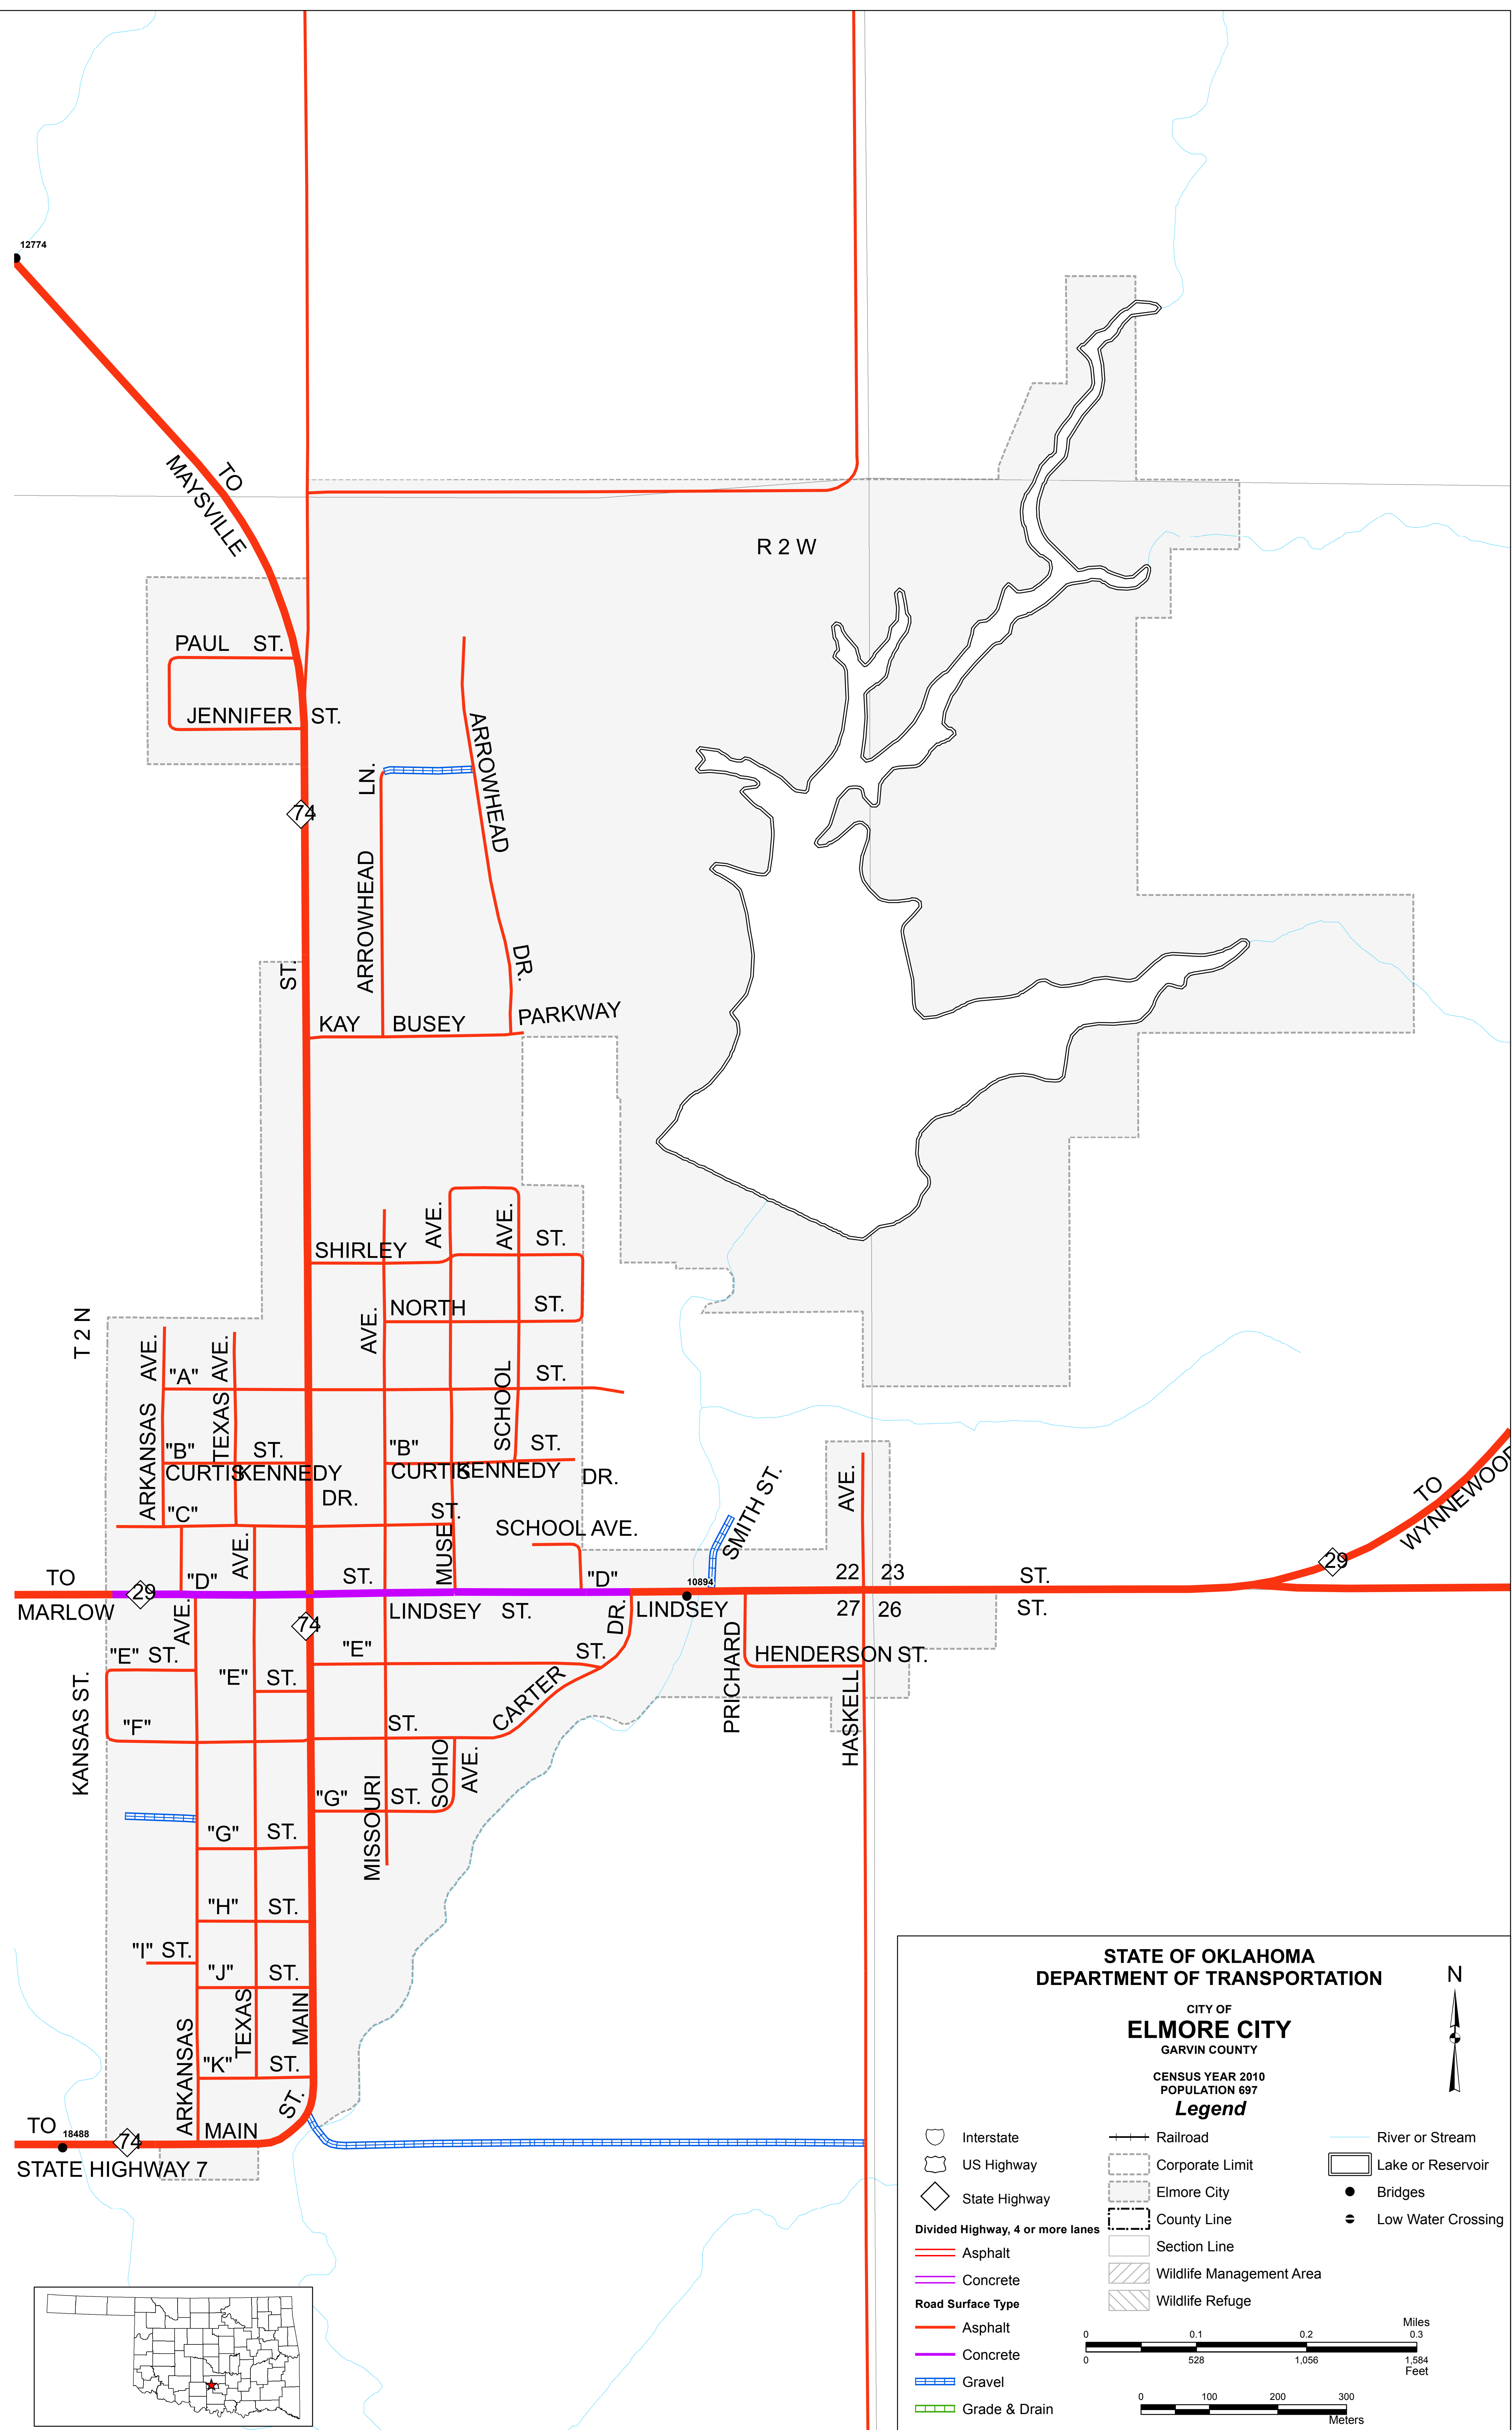 12774
TO
MAYSVILLE
R 2 W
PAUL ST.
JENNIFER ST.
ARROWHEAD DR.
ARROWHEAD LN.
74
ST.
KAY BUSEY PARKWAY
AVE.
AVE.
SHIRLEY ST.
T 2 N
AVE.
NORTH ST.
ARKANSAS AVE.
TEXAS AVE.
"A" ST.
SCHOOL
"B" ST.
"B" ST.
CURTIS KENNEDY DR.
CURTIS KENNEDY DR.
"C" ST.
MUSE
SCHOOL AVE.
SMITH ST.
AVE.
TO
WYNNEWOOD
29
TO
MARLOW
29
"D" ST.
"D"
AVE.
AVE.
10894
22 23
27 26
ST.
ST.
LINDSEY ST.
LINDSEY
DR.
74
"E" ST.
"E" ST.
"E" ST.
PRICHARD
HENDERSON ST.
HASKELL
CARTER
KANSAS ST.
"F" ST.
SOHIO AVE.
MISSOURI
"G" ST.
"G" ST.
"H" ST.
"I" ST.
"J" ST.
TEXAS
MAIN
ARKANSAS
"K" ST.
ST.
TO
18488
74
MAIN
STATE HIGHWAY 7
STATE OF OKLAHOMA
DEPARTMENT OF TRANSPORTATION
CITY OF
ELMORE CITY
GARVIN COUNTY
CENSUS YEAR 2010
POPULATION 697
N
Legend
Interstate
US Highway
State Highway
Divided Highway, 4 or more lanes
Asphalt
Concrete
Road Surface Type
Asphalt
Concrete
Gravel
Grade & Drain
Railroad
Corporate Limit
Elmore City
County Line
Section Line
Wildlife Management Area
Wildlife Refuge
River or Stream
Lake or Reservoir
Bridges
Low Water Crossing
Miles
0 0.1 0.2 0.3
0 528 1,056 1,584
Feet
0 100 200 300
Meters